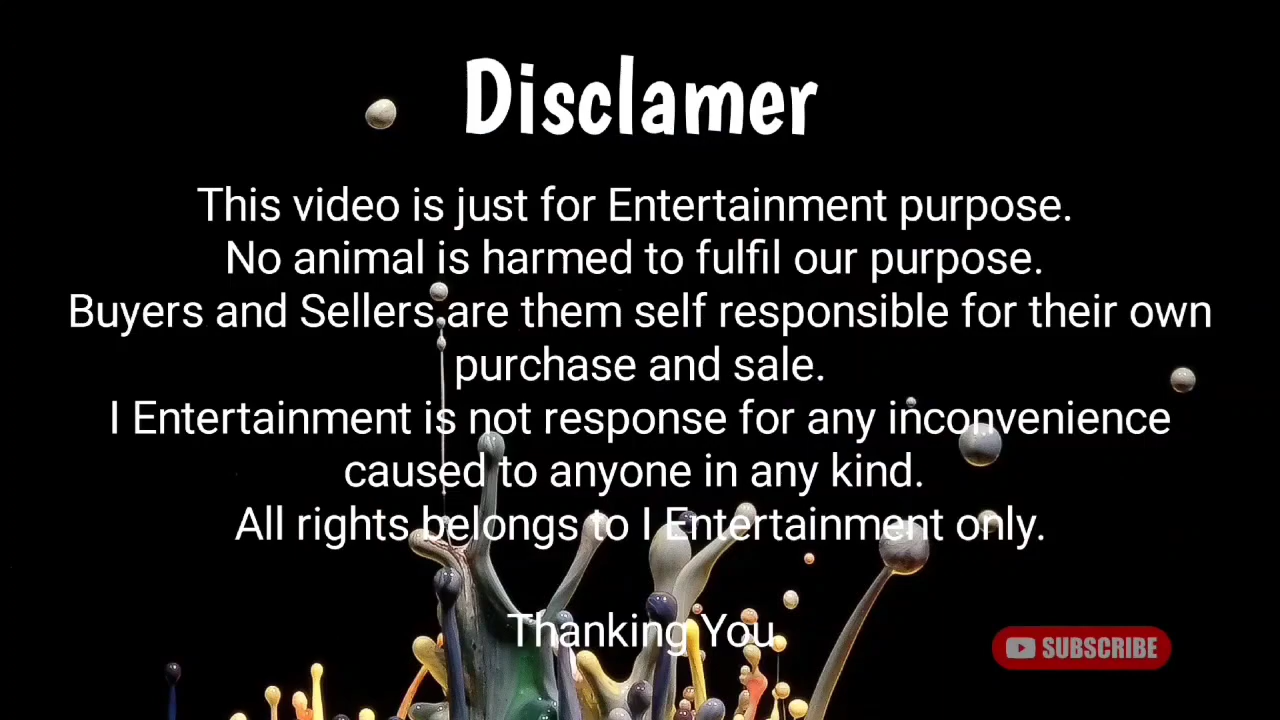 Disclamer
This video is just for Entertainment purpose.
No animal is harmed to fulfil our purpose.
Buyers and Sellers are them self responsible for their own
purchase and sale.
I Entertainment is not response for any inconvenience
caused to anyone in any kind.
All rights belongs to I Entertainment only.
Thanking You
SUBSCRIBE